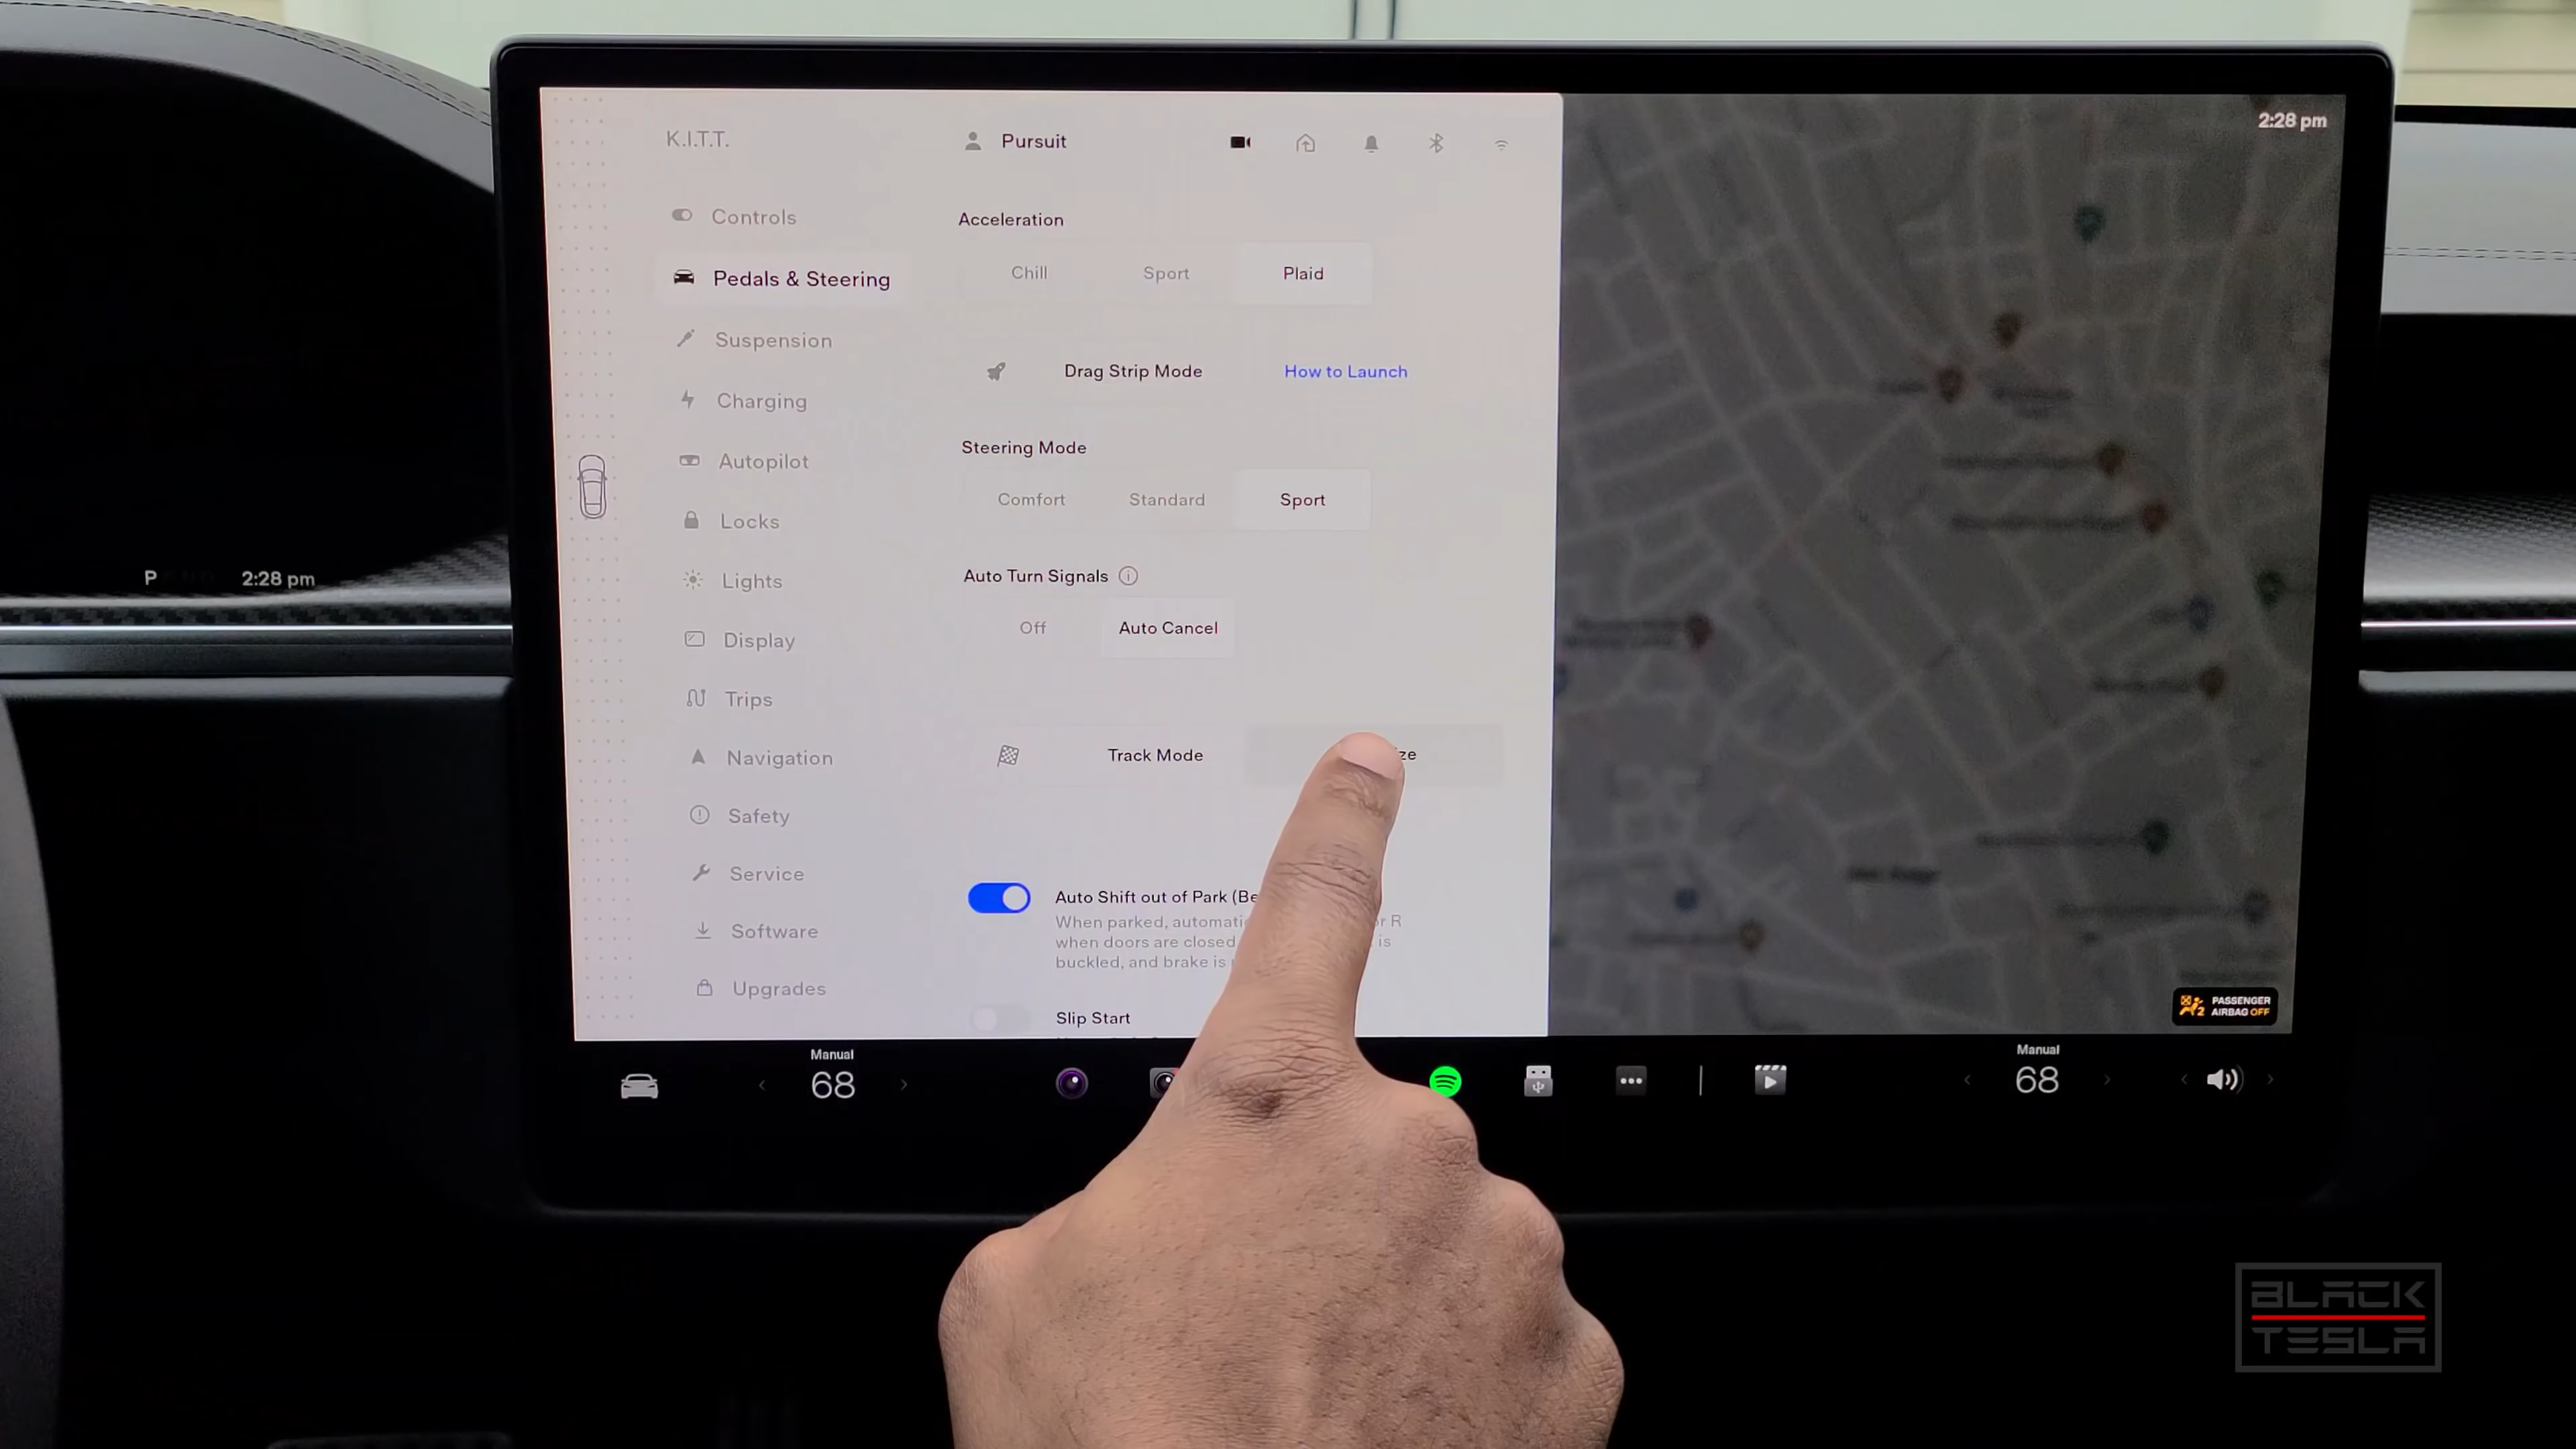 2:28 pm
K.I.T.T.
Pursuit
Controls
Pedals & Steering
Suspension
Charging
Autopilot
Locks
Lights
Display
Trips
Navigation
Safety
Service
Software
Upgrades
Acceleration
Chill Sport Plaid
Drag Strip Mode How to Launch
Steering Mode
Comfort Standard Sport
Auto Turn Signals
Off Auto Cancel
Track Mode
Auto Shift out of Park
When parked,
when doors are closed is
buckled, and brake is
Slip Start
P 2:28 pm
PASSENGER
AIRBAG OFF
Manual
68
Manual
68
BLACK
TESLA